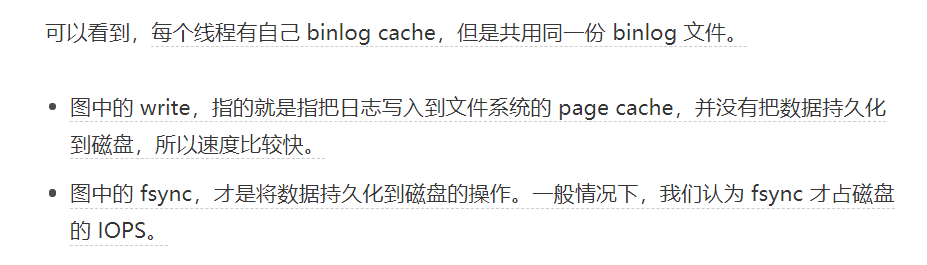 可以看到，每个线程有自己 binlog cache，但是共用同一份 binlog 文件。
• 图中的 write，指的就是指把日志写入到文件系统的 page cache，并没有把数据持久化
到磁盘，所以速度比较快。
• 图中的 fsync，才是将数据持久化到磁盘的操作。一般情况下，我们认为 fsync 才占磁盘
的 IOPS。